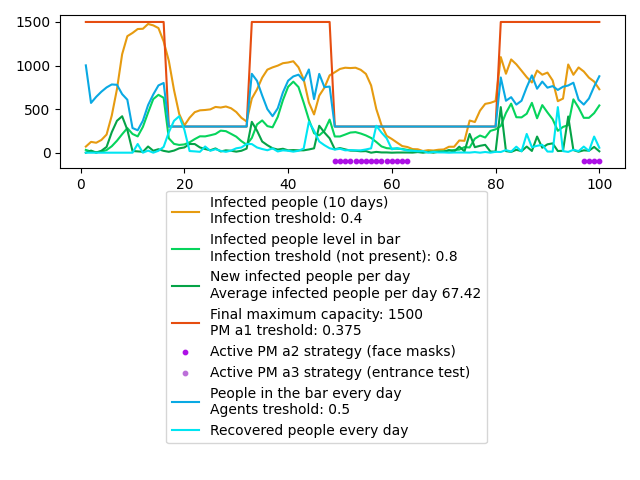 1500
1000
500
0
0
20
40
60
80
100
Infected people (10 days)
Infection treshold: 0.4
Infected people level in bar
Infection treshold (not present): 0.8
New infected people per day
Average infected people per day 67.42
Final maximum capacity: 1500
PM a1 treshold: 0.375
Active PM a2 strategy (face masks)
Active PM a3 strategy (entrance test)
People in the bar every day
Agents treshold: 0.5
Recovered people every day